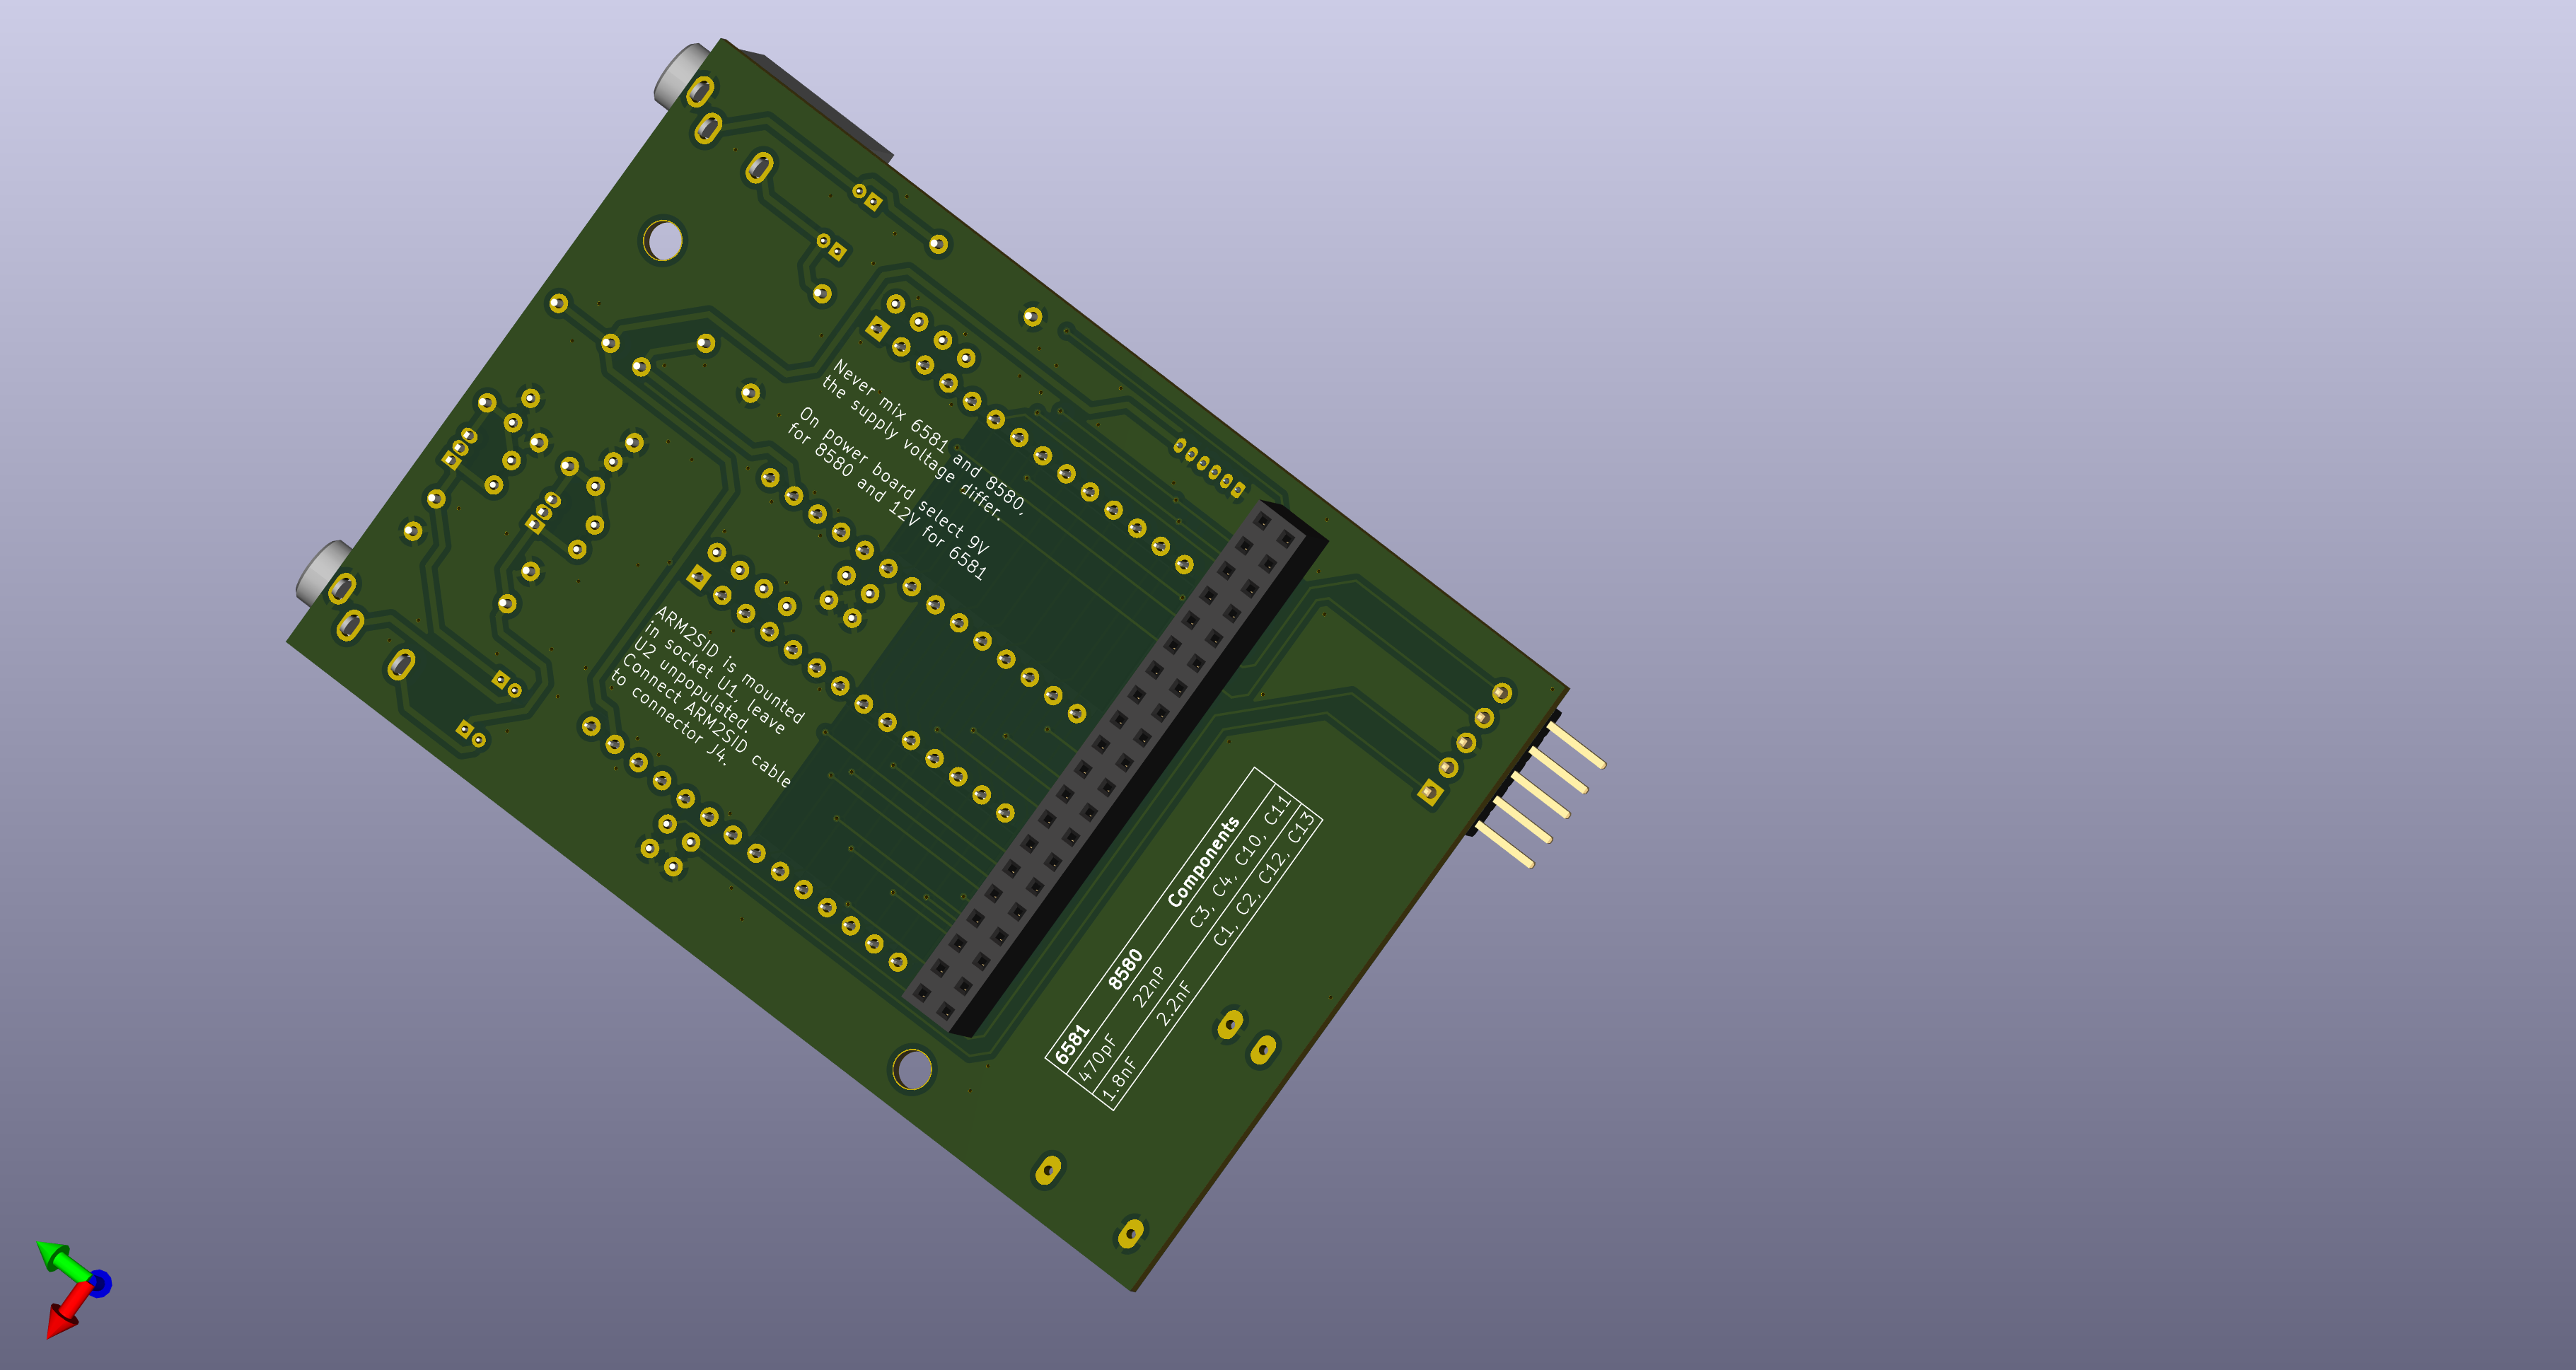 Never mix 6581 and 8580,
the supply voltage differ.
On power board select 9V
for 8580 and 12V for 6581
ARM2SID is mounted
in socket U1, leave
U2 unpopulated.
Connect ARM2SID cable
to connector J4.
6581 8580 Components
470pF 22nP C3, C4, C10, C11
1.8nF 2.2nF C1, C2, C12, C13